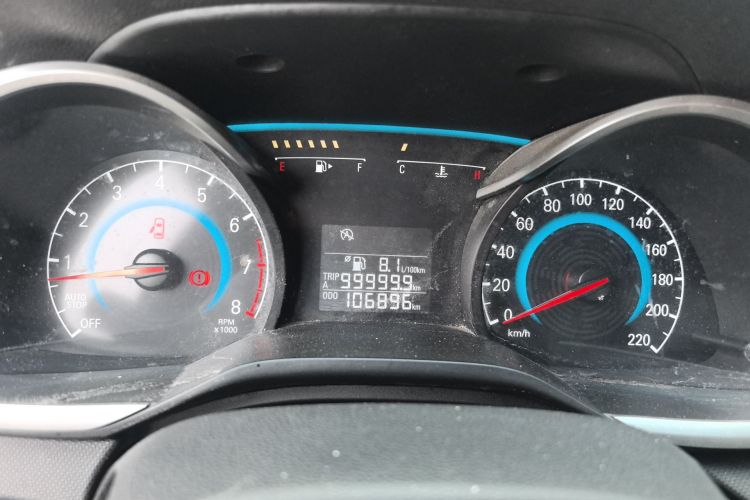 E F C H
1 2 3 4 5 6 7 8
AUTO STOP
OFF
RPM x1000
8.1 L/100km
TRIP A 9999.9 km
ODO 106896 km
0 20 40 60 80 100 120 140 160 180 200 220
km/h